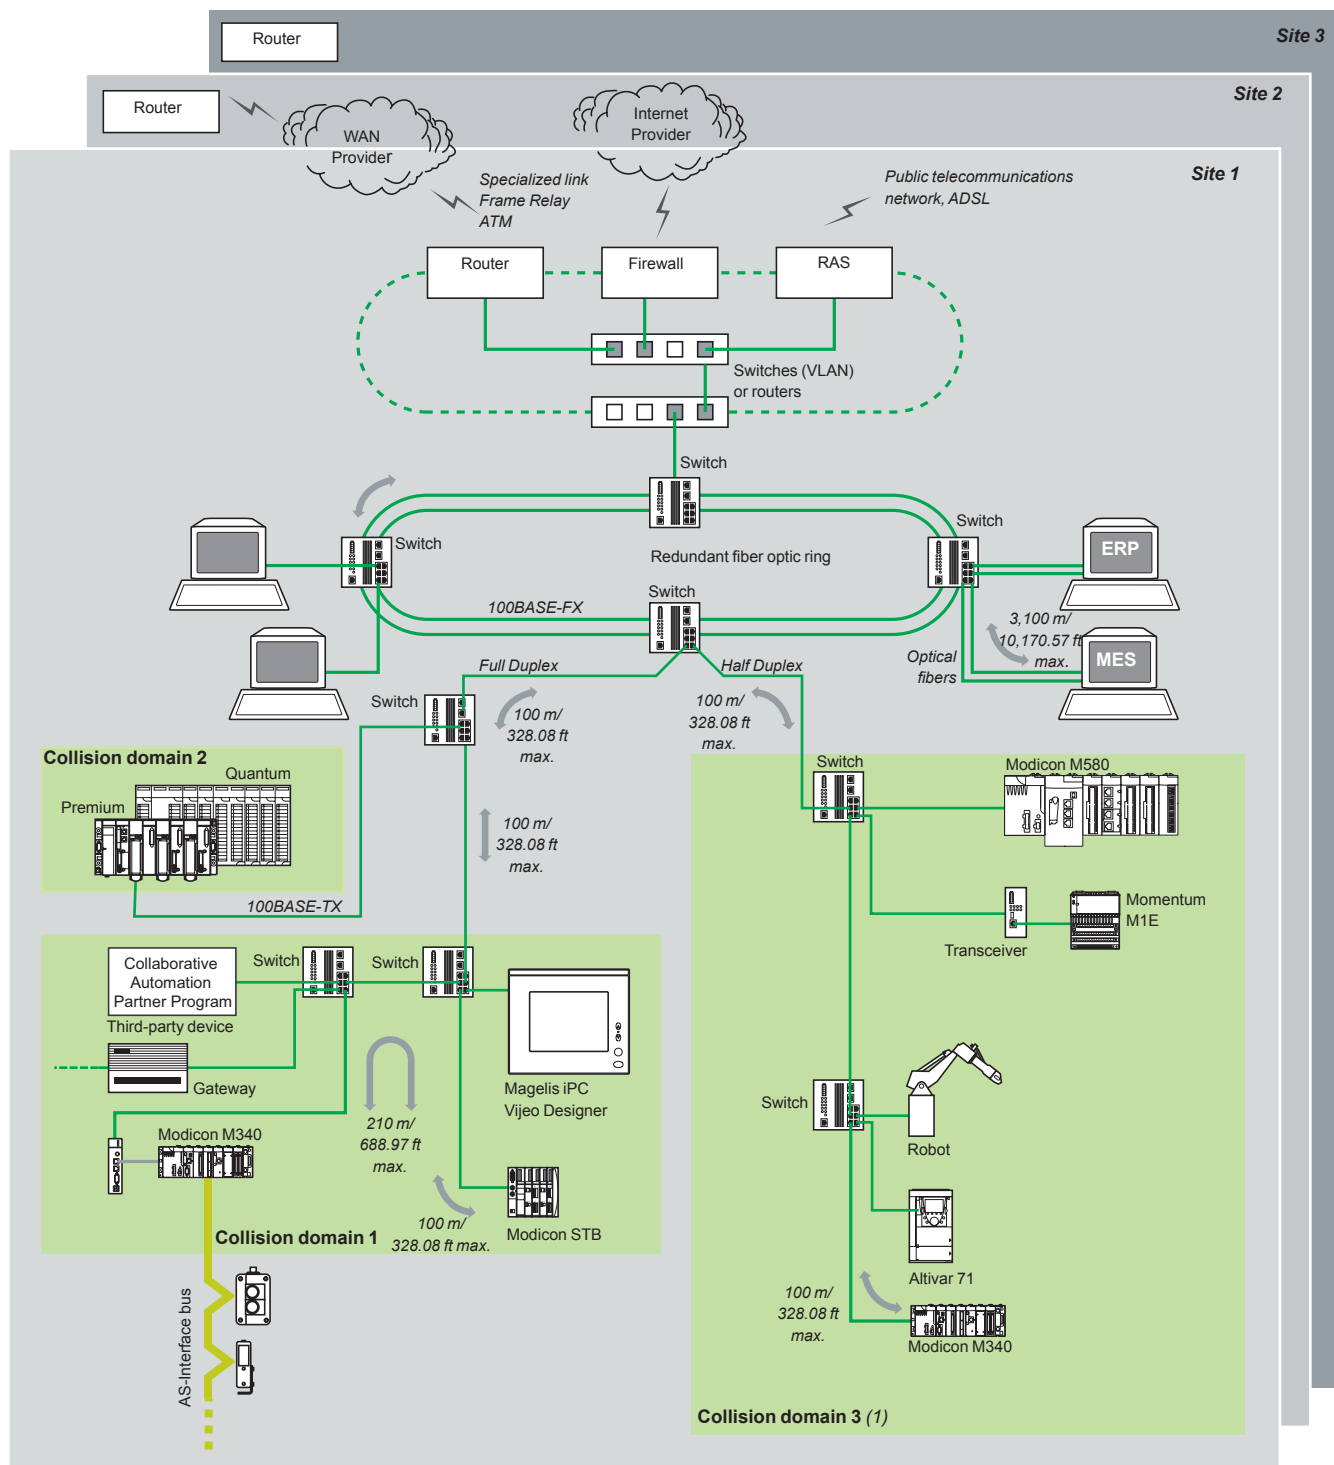 Router
Site 3
Router
Site 2
WAN
Provider
Internet
Provider
Site 1
Specialized link
Frame Relay
ATM
Public telecommunications
network, ADSL
Router
Firewall
RAS
Switches (VLAN)
or routers
Switch
Switch
Switch
Redundant fiber optic ring
ERP
Switch
100BASE-FX
3,100 m/
10,170.57 ft
max.
MES
Optical
fibers
Full Duplex
Half Duplex
Switch
100 m/
328.08 ft
max.
100 m/
328.08 ft
max.
Collision domain 2
Quantum
Premium
Switch
Modicon M580
100 m/
328.08 ft
max.
100BASE-TX
Momentum
M1E
Transceiver
Collaborative
Automation
Partner Program
Switch
Switch
Third-party device
Gateway
Magelis iPC
Vijeo Designer
Switch
210 m/
688.97 ft
max.
Modicon M340
Robot
100 m/
328.08 ft max.
Modicon STB
Collision domain 1
Altivar 71
100 m/
328.08 ft
max.
Modicon M340
AS-Interface bus
Collision domain 3 (1)